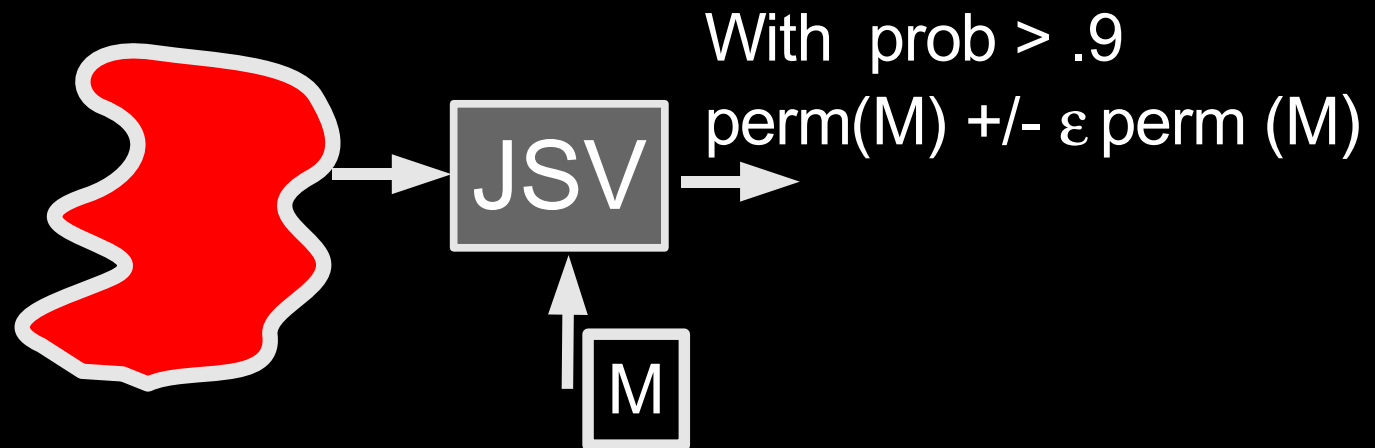 With prob > .9
perm(M) +/- ε perm (M)
JSV
M